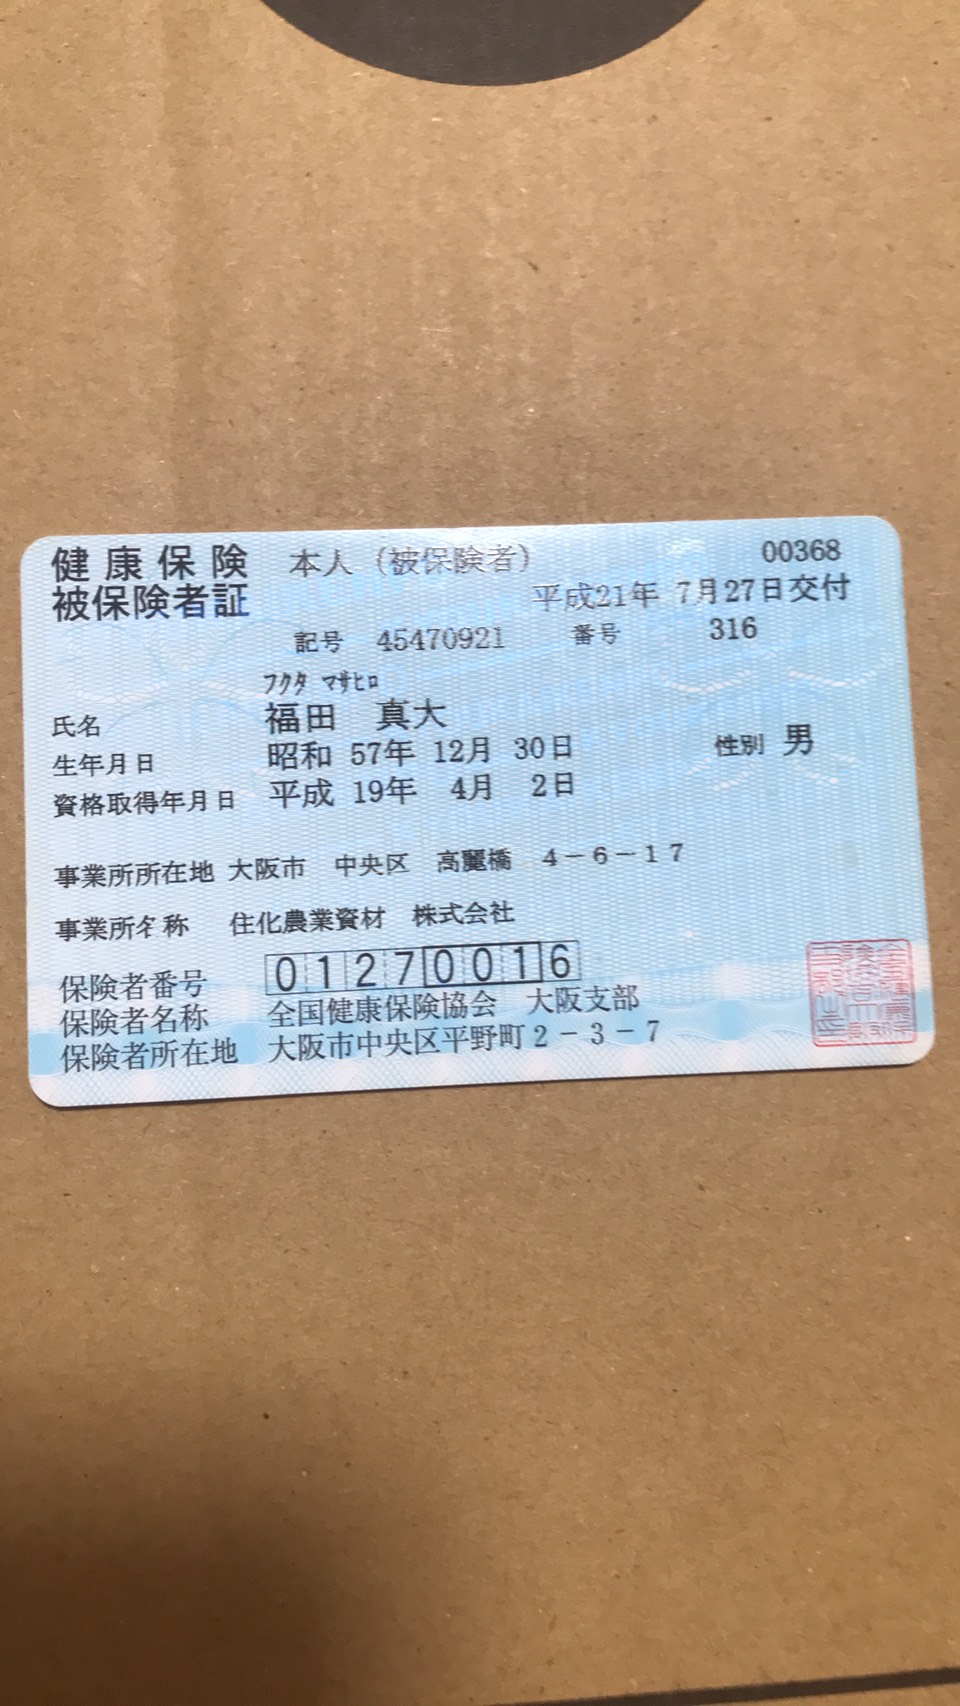 健康保険 本人（被保険者） 00368
被保険者証 平成21年 7月27日交付
記号 45470921 番号 316
フクタ マサヒロ
氏名 福田 真大
生年月日 昭和 57年 12月 30日 性別 男
資格取得年月日 平成 19年 4月 2日
事業所所在地 大阪市 中央区 高麗橋 4－6－17
事業所名称 住化農業資材 株式会社
保険者番号 01270016
保険者名称 全国健康保険協会 大阪支部
保険者所在地 大阪市中央区平野町2－3－7